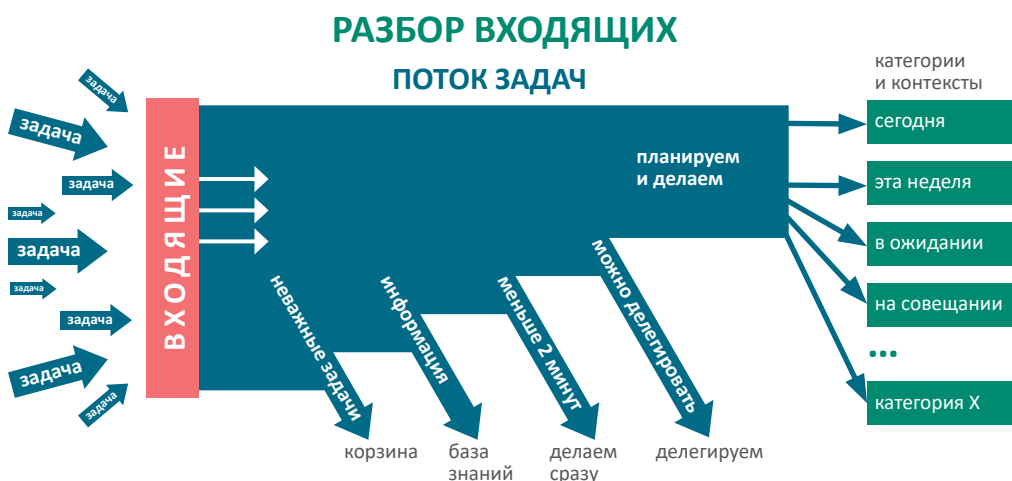 РАЗБОР ВХОДЯЩИХ
ПОТОК ЗАДАЧ
категории
и контексты
задача
задача
задача
задача
задача
задача
задача
задача
задача
ВХОДЯЩИЕ
планируем
и делаем
сегодня
эта неделя
в ожидании
на совещании
...
категория X
неважные задачи
информация
меньше 2 минут
можно делегировать
корзина
база
знаний
делаем
сразу
делегируем